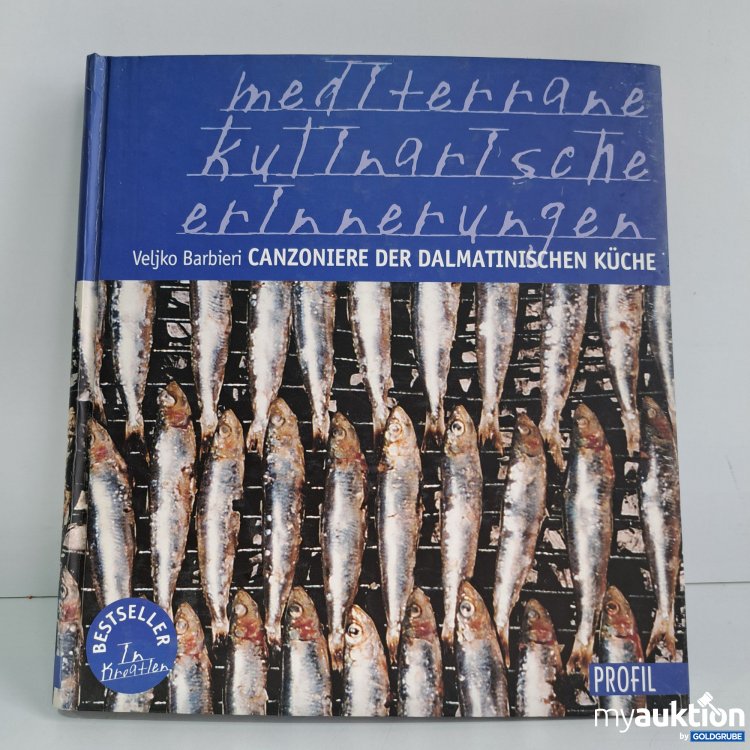 mediterrane
kulinarische
erinnerungen
Veljko Barbieri CANZONIERE DER DALMATINISCHEN KÜCHE
BESTSELLER
In
Kroatien
PROFIL
myauktion
by GOLDGRUBE